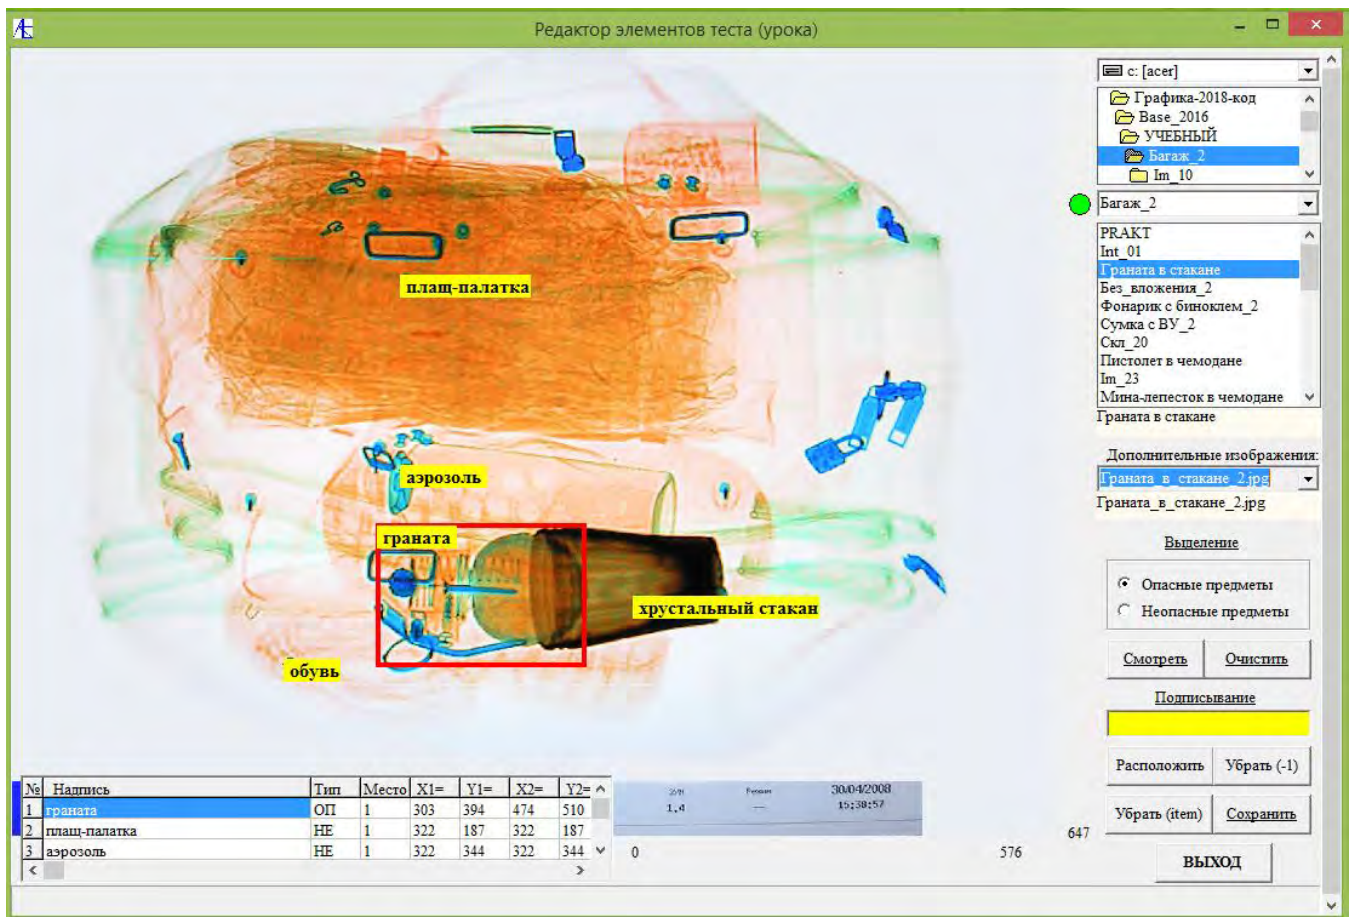 Редактор элементов теста (урока)
c: [acer]
Графика-2018-код
Base_2016
УЧЕБНЫЙ
Багаж_2
Im_10
Багаж_2
PRAKT
Int_01
Граната в стакане
Без_вложения_2
Фонарик с биноклем_2
Сумка с ВУ_2
Скл_20
Пистолет в чемодане
Im_23
Мина-лепесток в чемодане
Граната в стакане
Дополнительные изображения:
Граната_в_стакане_2.jpg
Граната_в_стакане_2.jpg
Выделение
Опасные предметы
Неопасные предметы
Смотреть Очистить
Подписывание
Расположить Убрать (-1)
Убрать (item) Сохранить
ВЫХОД
плащ-палатка
аэрозоль
граната
хрустальный стакан
обувь
№ Надпись Тип Место X1= Y1= X2= Y2=
1 граната ОП 1 303 394 474 510
2 плащ-палатка НЕ 1 322 187 322 187
3 аэрозоль НЕ 1 322 344 322 344
30/04/2008
1,4 — 15:38:57
0 576 647